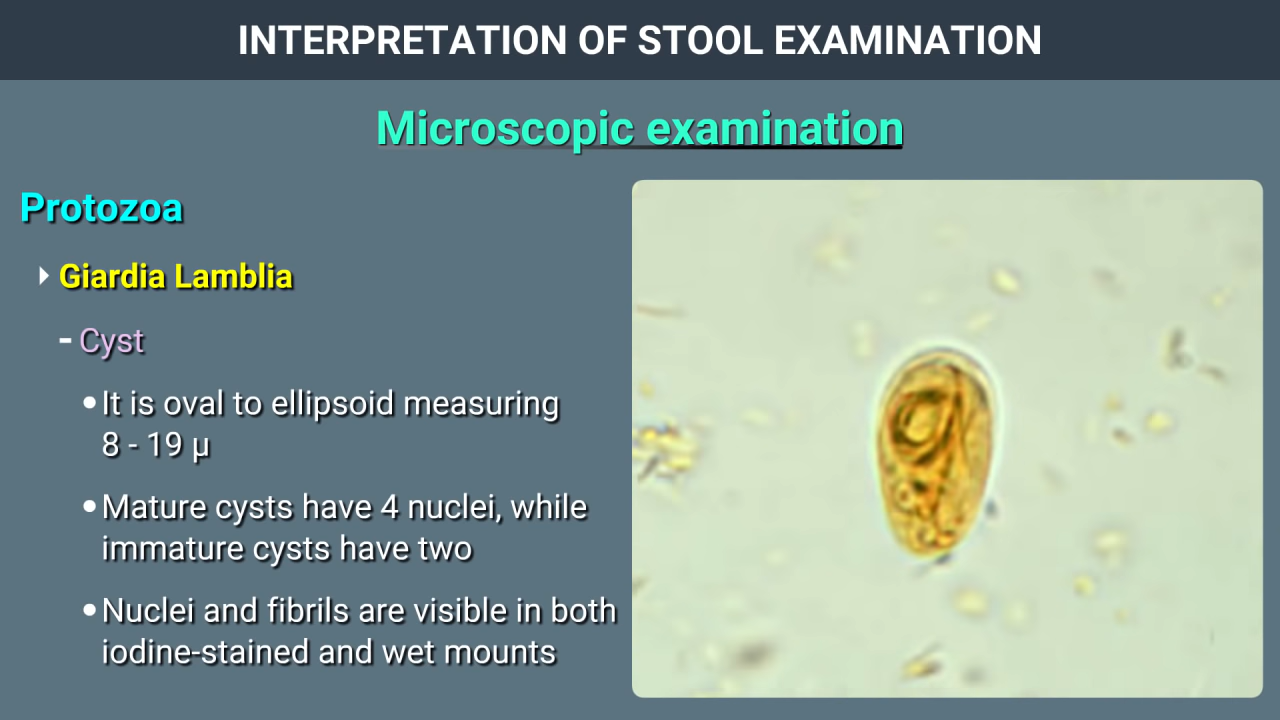 INTERPRETATION OF STOOL EXAMINATION
Microscopic examination
Protozoa
Giardia Lamblia
- Cyst
• It is oval to ellipsoid measuring
8 - 19 µ
• Mature cysts have 4 nuclei, while
immature cysts have two
• Nuclei and fibrils are visible in both
iodine-stained and wet mounts